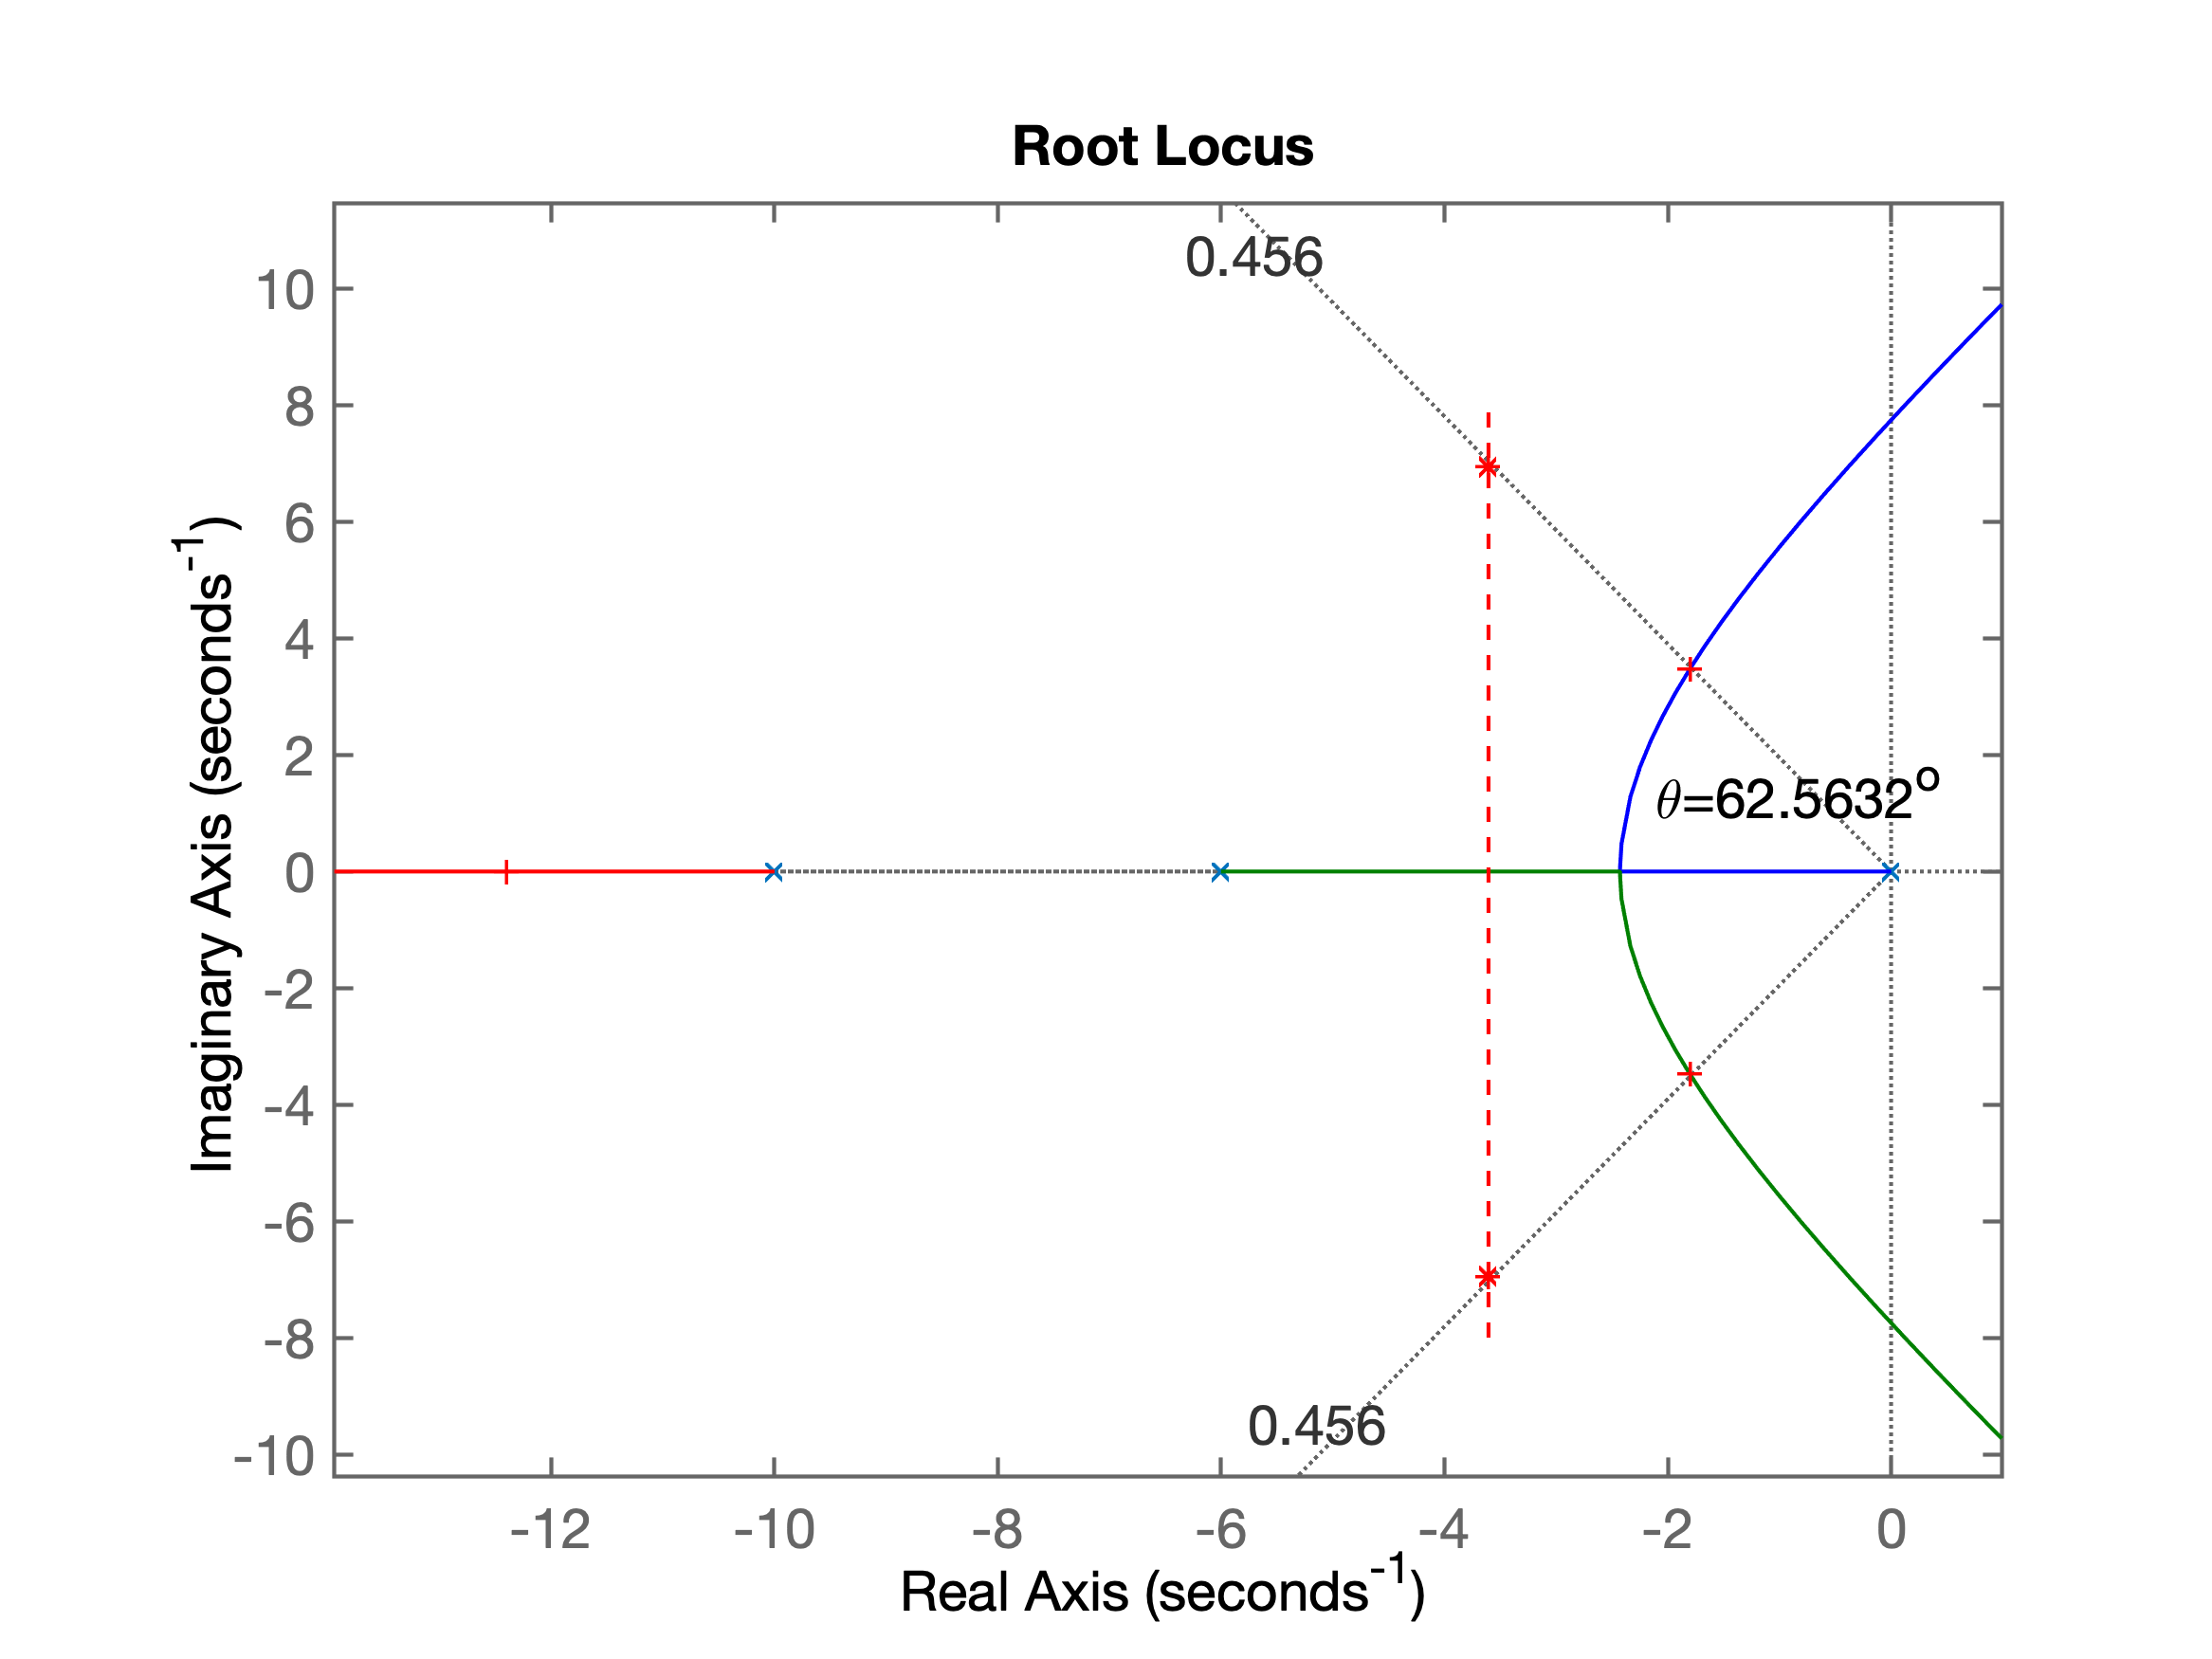 Root Locus
0.456
10
8
6
4
2
0
-2
-4
-6
-8
-10
Imaginary Axis (seconds⁻¹)
θ=62.5632°
0.456
-12 -10 -8 -6 -4 -2 0
Real Axis (seconds⁻¹)